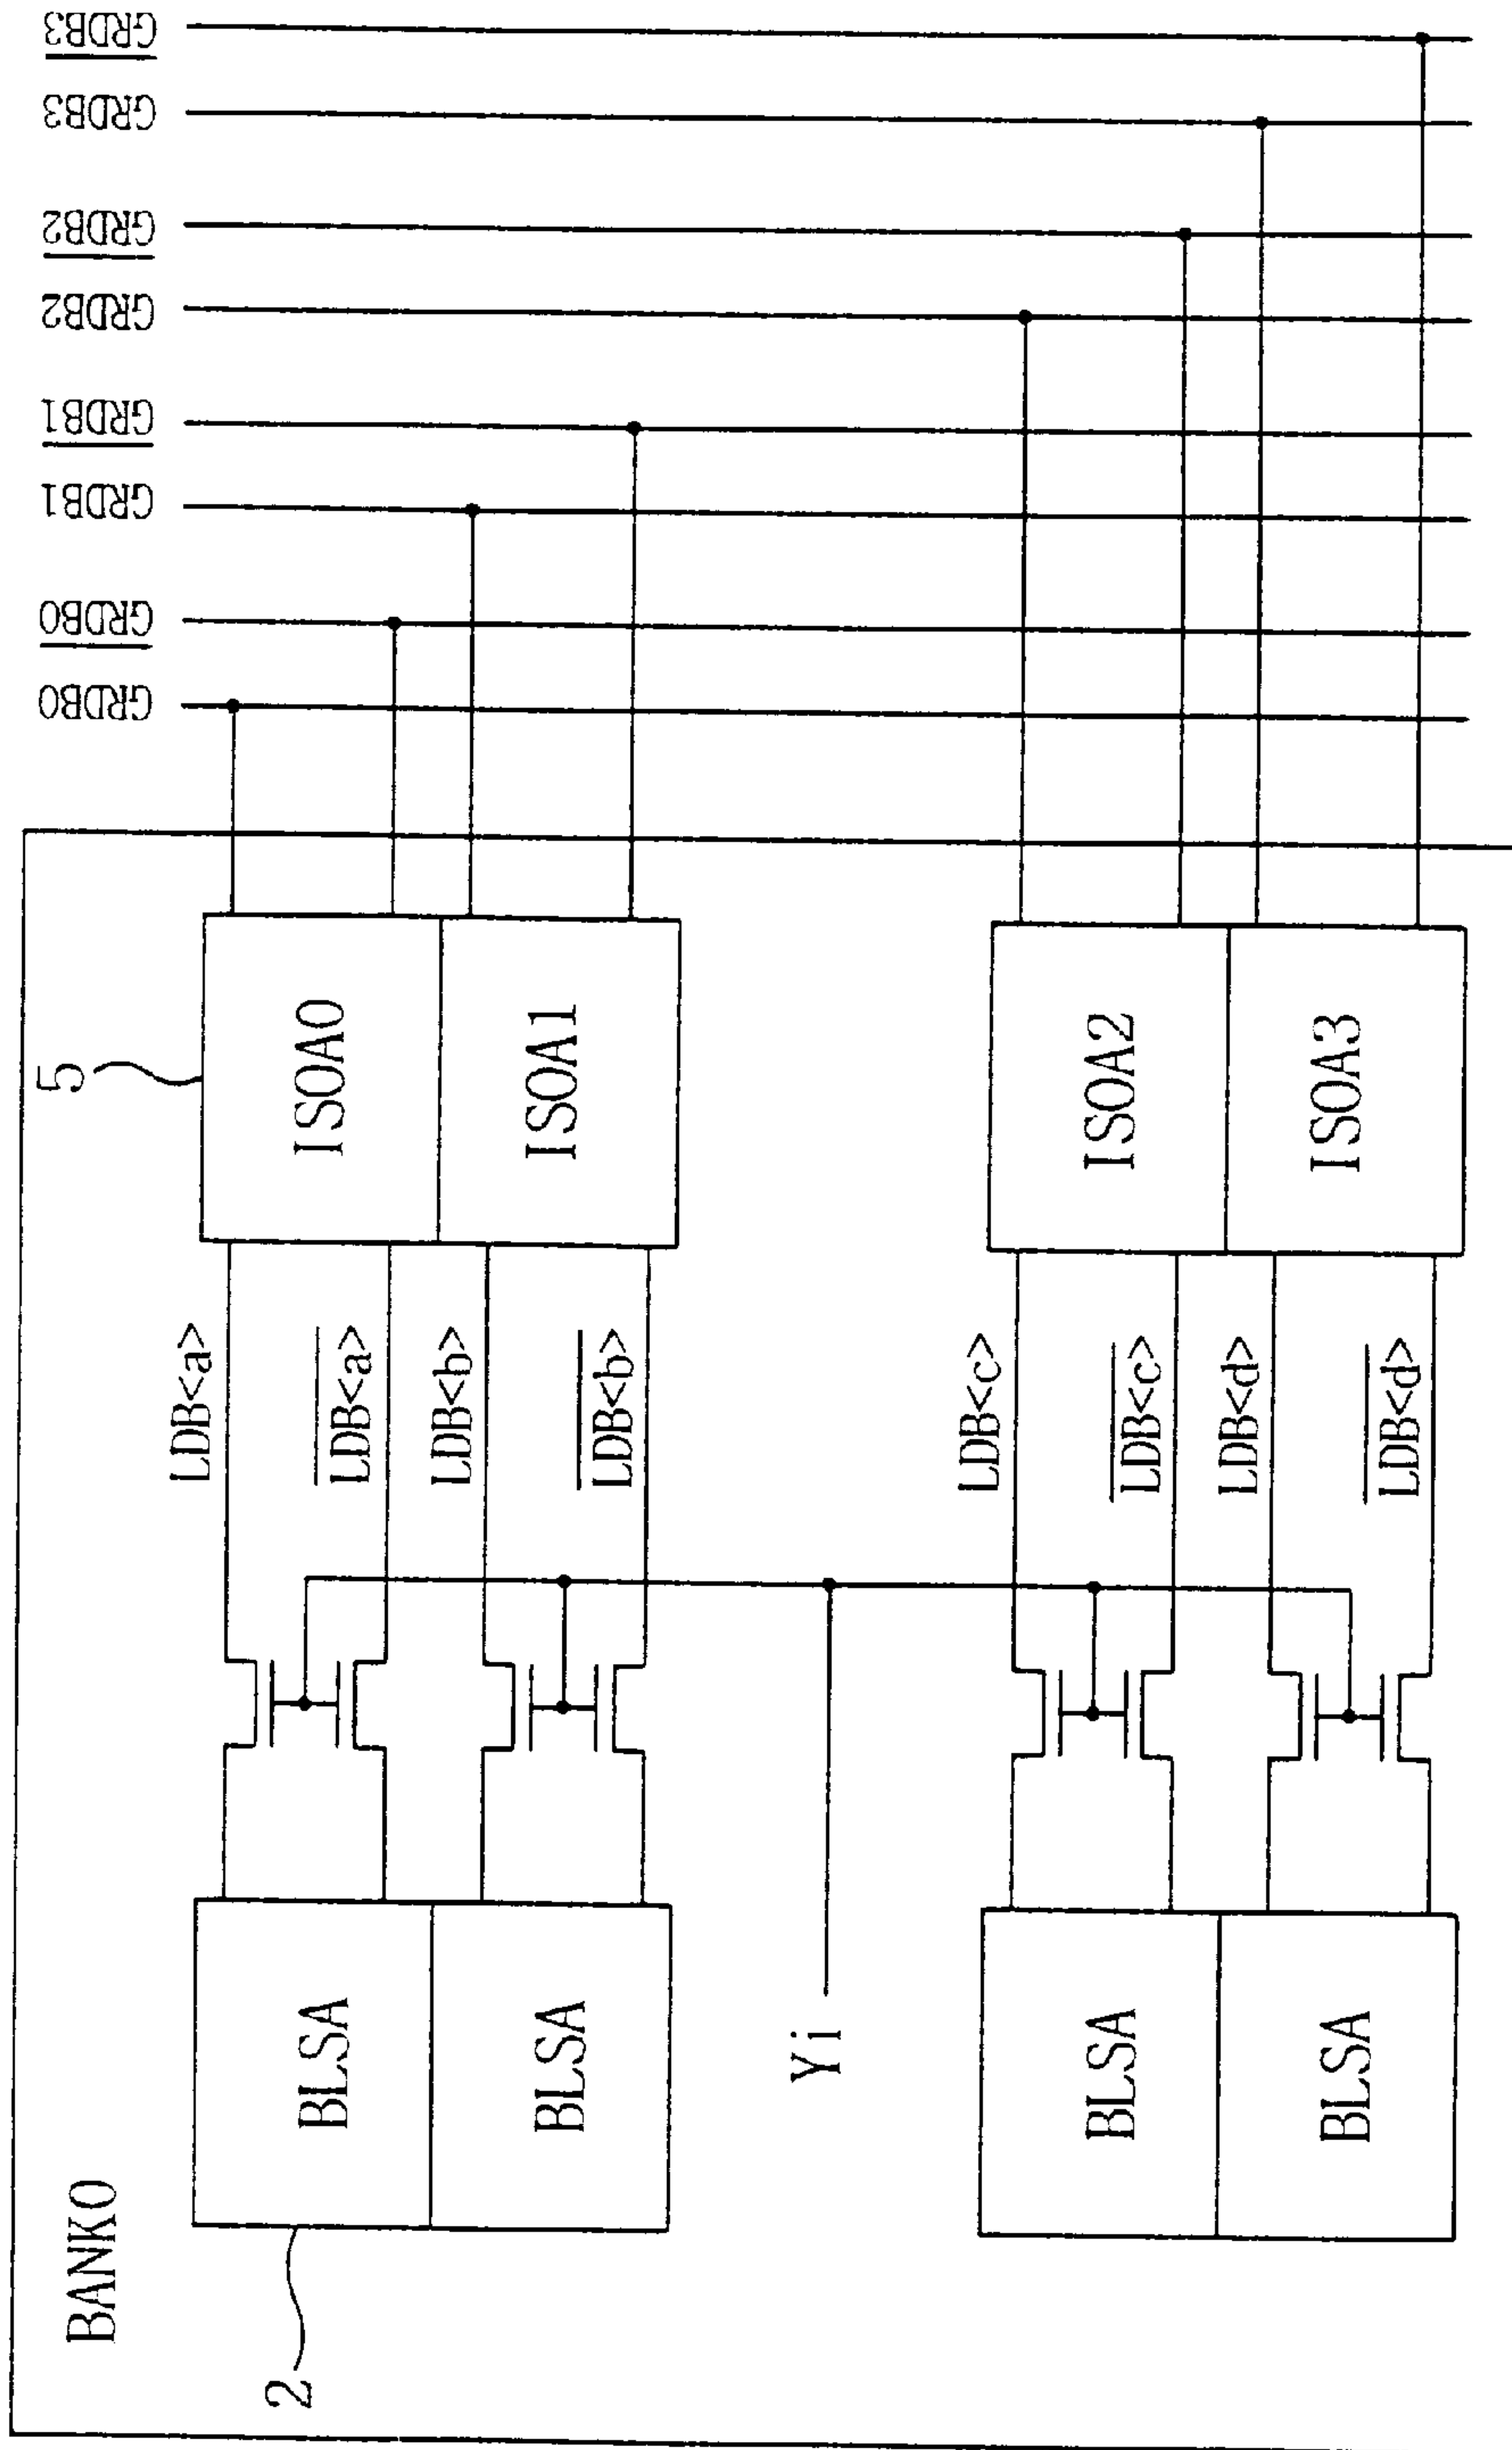 GRDB3
GRDB3
GRDB2
GRDB2
GRDB1
GRDB1
GRDB0
GRDB0
5
ISOA0
ISOA1
ISOA2
ISOA3
LDB<a>
LDB<a>
LDB<b>
LDB<b>
LDB<c>
LDB<c>
LDB<d>
LDB<d>
Yi
BLSA
BLSA
BLSA
BLSA
BANK0
2